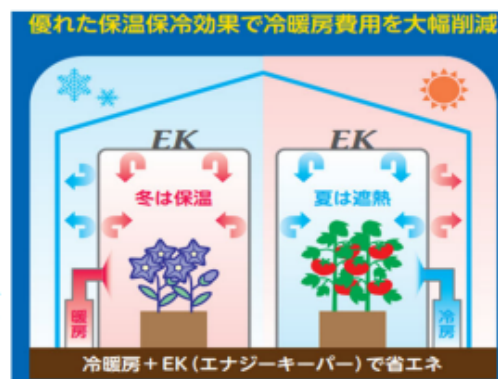 優れた保温保冷効果で冷暖房費用を大幅削減
EK
EK
冬は保温
夏は遮熱
暖房
冷房
冷暖房+EK(エナジーキーパー)で省エネ